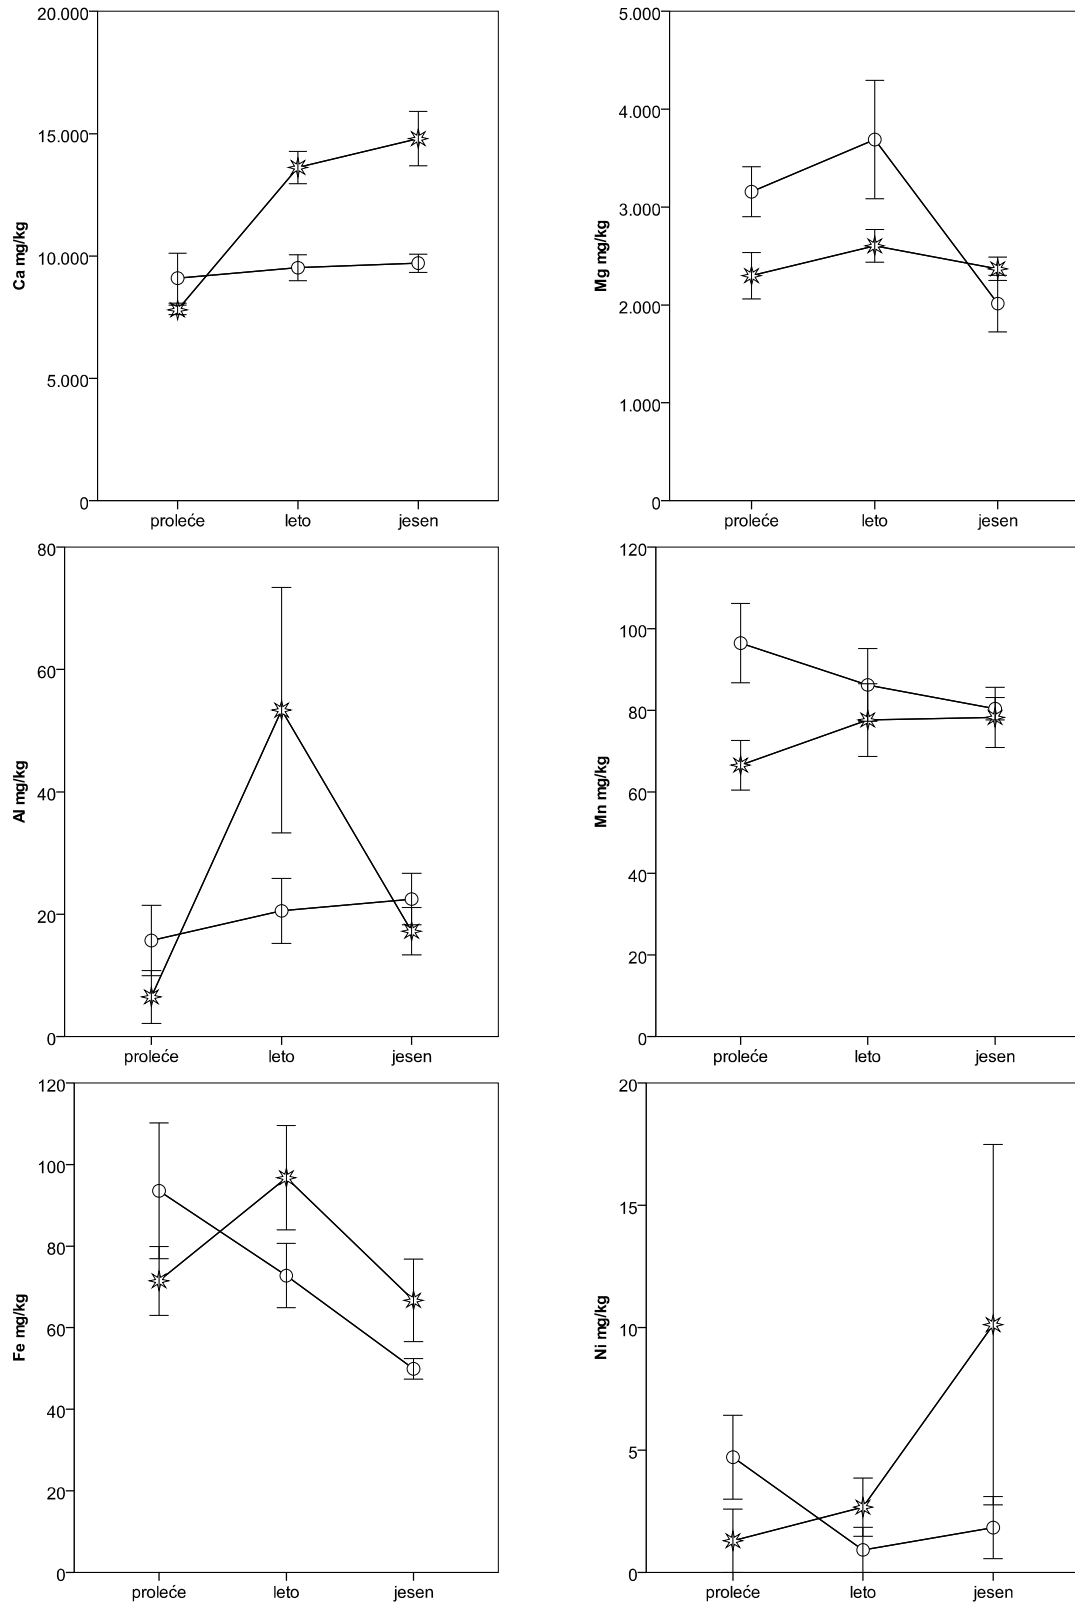 20.000
15.000
10.000
5.000
0
Ca mg/kg
proleće leto jesen
5.000
4.000
3.000
2.000
1.000
0
Mg mg/kg
proleće leto jesen
80
60
40
20
0
Al mg/kg
proleće leto jesen
120
100
80
60
40
20
0
Mn mg/kg
proleće leto jesen
120
100
80
60
40
20
0
Fe mg/kg
proleće leto jesen
20
15
10
5
0
Ni mg/kg
proleće leto jesen